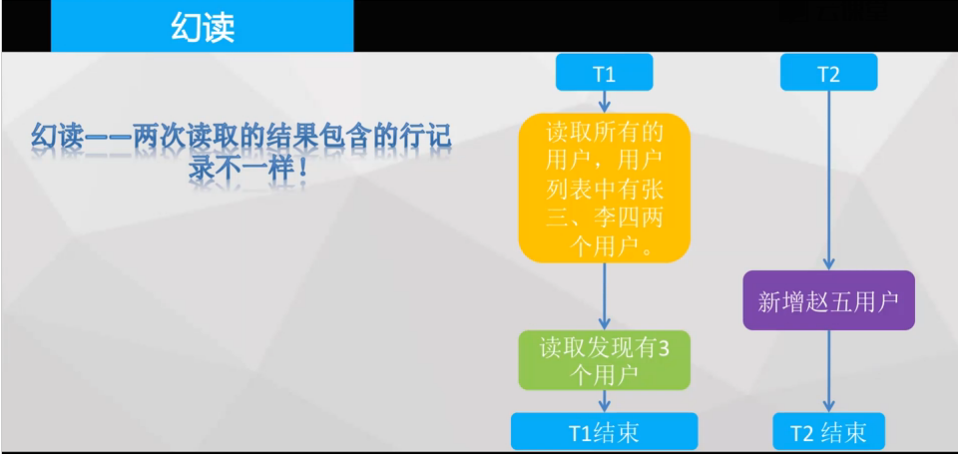 幻读
幻读——两次读取的结果包含的行记
录不一样！
T1
T2
读取所有的
用户，用户
列表中有张
三、李四两
个用户。
新增赵五用户
读取发现有3
个用户
T1结束
T2 结束